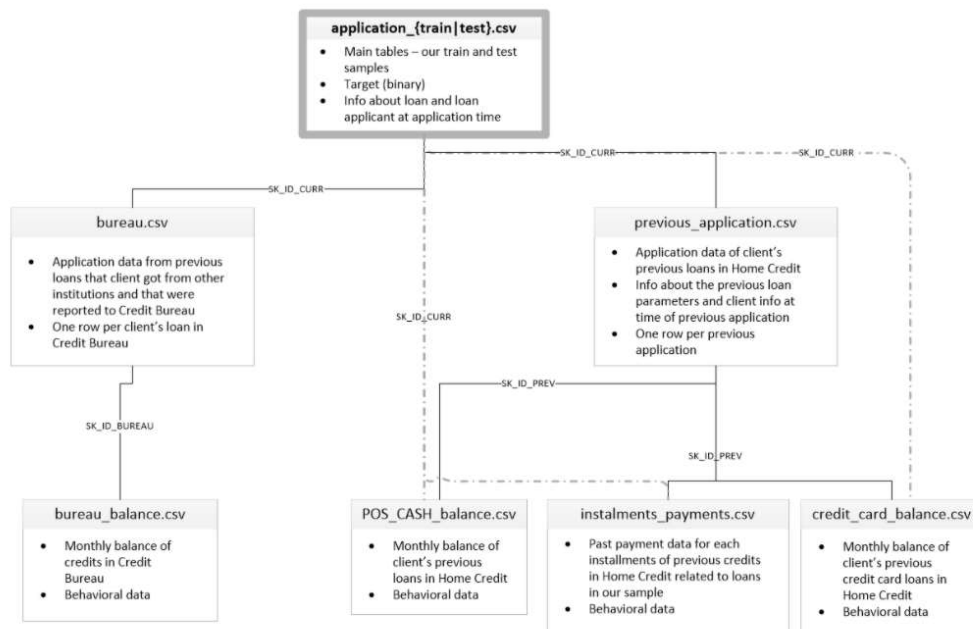 application_{train|test}.csv
• Main tables – our train and test
samples
• Target (binary)
• Info about loan and loan
applicant at application time
SK_ID_CURR
SK_ID_CURR
SK_ID_CURR
bureau.csv
• Application data from previous
loans that client got from other
institutions and that were
reported to Credit Bureau
• One row per client's loan in
Credit Bureau
previous_application.csv
• Application data of client's
previous loans in Home Credit
• Info about the previous loan
parameters and client info at
time of previous application
• One row per previous
application
SK_ID_CURR
SK_ID_PREV
SK_ID_BUREAU
SK_ID_PREV
bureau_balance.csv
• Monthly balance of
credits in Credit
Bureau
• Behavioral data
POS_CASH_balance.csv
• Monthly balance of
client's previous
loans in Home Credit
• Behavioral data
instalments_payments.csv
• Past payment data for each
installments of previous credits
in Home Credit related to loans
in our sample
• Behavioral data
credit_card_balance.csv
• Monthly balance of
client's previous
credit card loans in
Home Credit
• Behavioral data